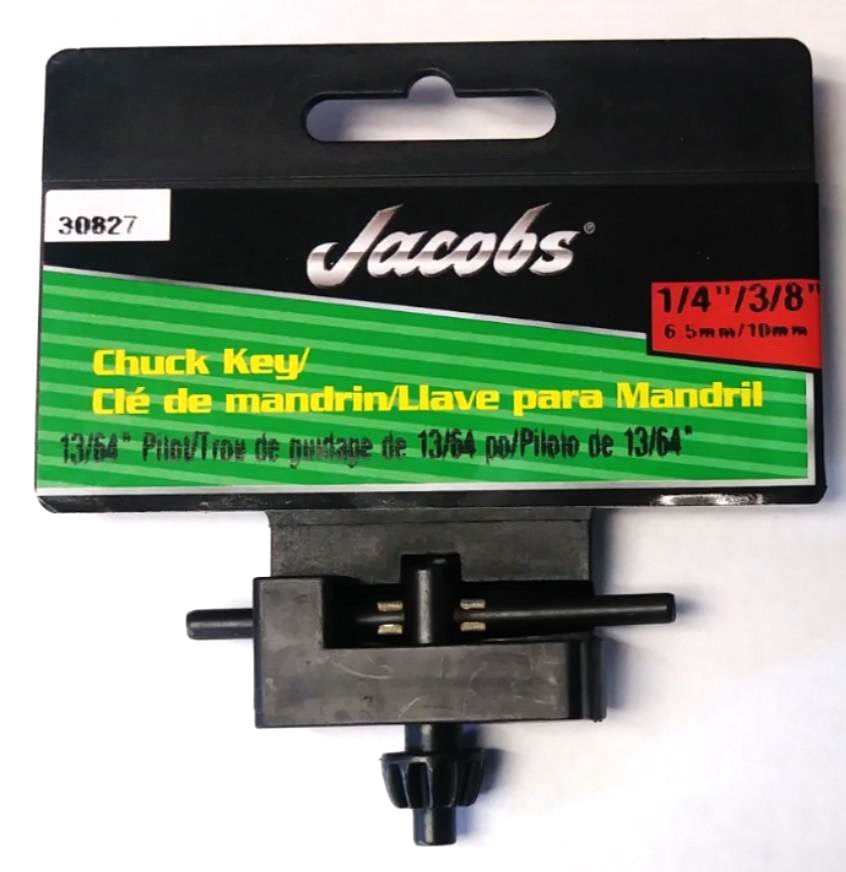 30827
Jacobs®
1/4"/3/8"
6.5mm/10mm
Chuck Key/
Clé de mandrin/Llave para Mandril
13/64" Pilot/Trou de guidage de 13/64 po/Piloto de 13/64"